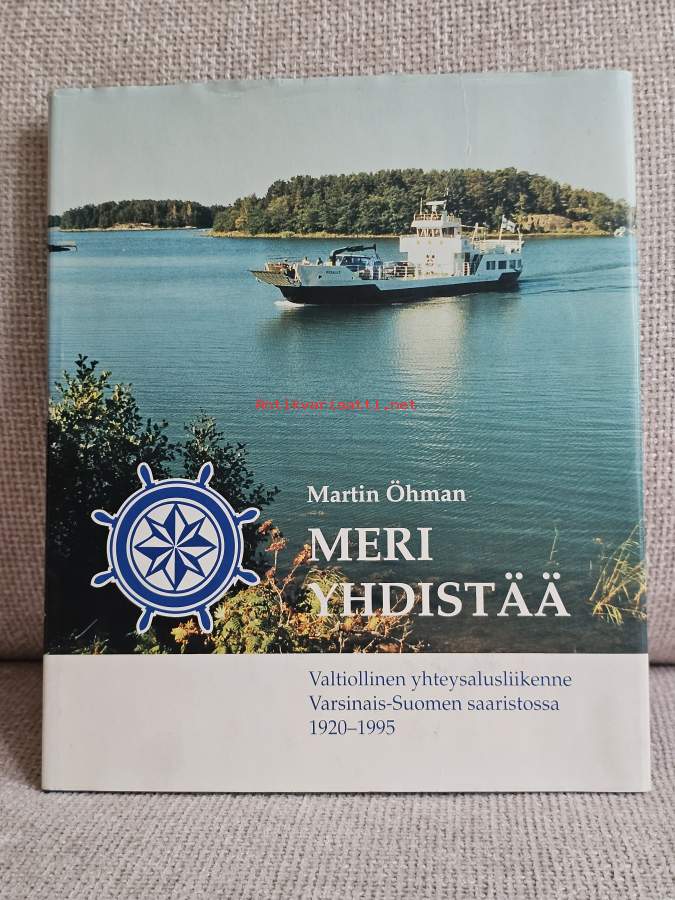 Antikvariaatti.net
Martin Öhman
MERI
YHDISTÄÄ
Valtiollinen yhteysalusliikenne
Varsinais-Suomen saaristossa
1920–1995